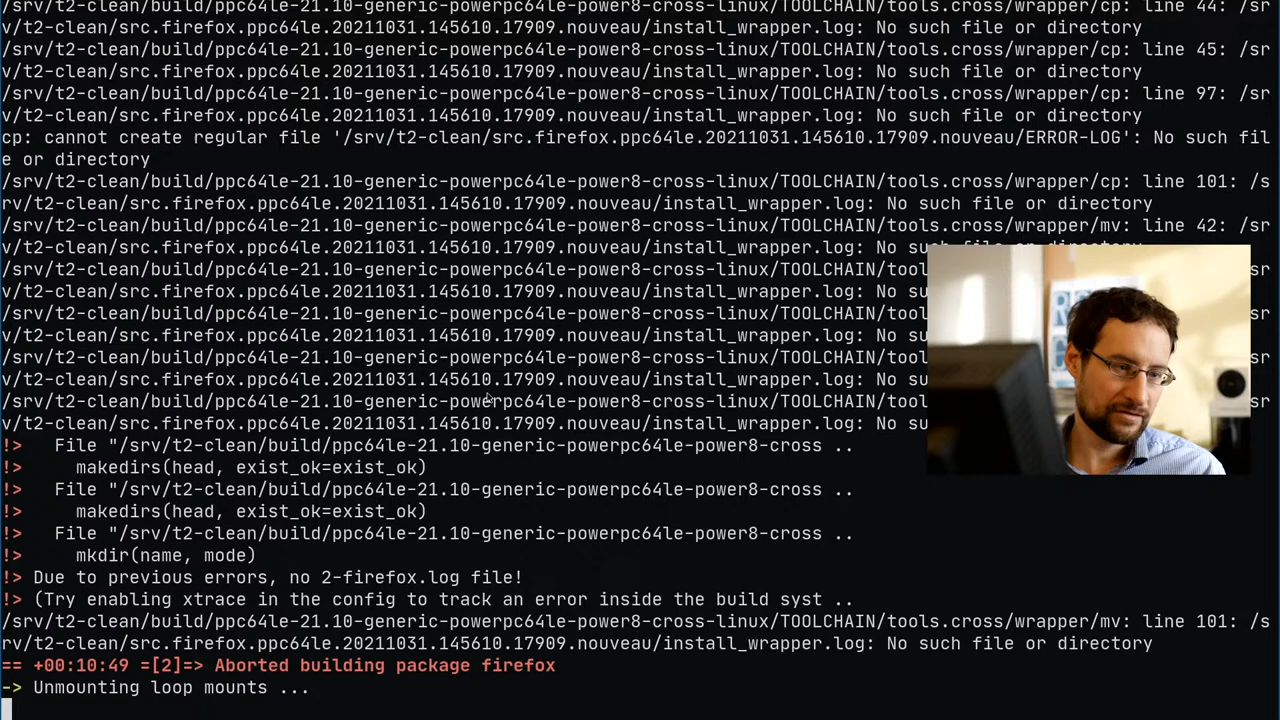 /srv/t2-clean/build/ppc64le-21.10-generic-powerpc64le-power8-cross-linux/TOOLCHAIN/tools.cross/wrapper/cp: line 44: /sr
v/t2-clean/src.firefox.ppc64le.20211031.145610.17909.nouveau/install_wrapper.log: No such file or directory
/srv/t2-clean/build/ppc64le-21.10-generic-powerpc64le-power8-cross-linux/TOOLCHAIN/tools.cross/wrapper/cp: line 45: /sr
v/t2-clean/src.firefox.ppc64le.20211031.145610.17909.nouveau/install_wrapper.log: No such file or directory
/srv/t2-clean/build/ppc64le-21.10-generic-powerpc64le-power8-cross-linux/TOOLCHAIN/tools.cross/wrapper/cp: line 97: /sr
v/t2-clean/src.firefox.ppc64le.20211031.145610.17909.nouveau/install_wrapper.log: No such file or directory
cp: cannot create regular file '/srv/t2-clean/src.firefox.ppc64le.20211031.145610.17909.nouveau/ERROR-LOG': No such fil
e or directory
/srv/t2-clean/build/ppc64le-21.10-generic-powerpc64le-power8-cross-linux/TOOLCHAIN/tools.cross/wrapper/cp: line 101: /s
rv/t2-clean/src.firefox.ppc64le.20211031.145610.17909.nouveau/install_wrapper.log: No such file or directory
/srv/t2-clean/build/ppc64le-21.10-generic-powerpc64le-power8-cross-linux/TOOLCHAIN/tools.cross/wrapper/mv: line 42: /sr
v/t2-clean/src.firefox.ppc64le.20211031.145610.17909.nouveau/install_wrapper.log: No such file or directory
/srv/t2-clean/build/ppc64le-21.10-generic-powerpc64le-power8-cross-linux/TOOLCHAIN/tool sr
v/t2-clean/src.firefox.ppc64le.20211031.145610.17909.nouveau/install_wrapper.log: No su
/srv/t2-clean/build/ppc64le-21.10-generic-powerpc64le-power8-cross-linux/TOOLCHAIN/tool sr
v/t2-clean/src.firefox.ppc64le.20211031.145610.17909.nouveau/install_wrapper.log: No su
/srv/t2-clean/build/ppc64le-21.10-generic-powerpc64le-power8-cross-linux/TOOLCHAIN/tool sr
v/t2-clean/src.firefox.ppc64le.20211031.145610.17909.nouveau/install_wrapper.log: No su
/srv/t2-clean/build/ppc64le-21.10-generic-powerpc64le-power8-cross-linux/TOOLCHAIN/tool sr
v/t2-clean/src.firefox.ppc64le.20211031.145610.17909.nouveau/install_wrapper.log: No su
!> File "/srv/t2-clean/build/ppc64le-21.10-generic-powerpc64le-power8-cross ..
!> makedirs(head, exist_ok=exist_ok)
!> File "/srv/t2-clean/build/ppc64le-21.10-generic-powerpc64le-power8-cross ..
!> makedirs(head, exist_ok=exist_ok)
!> File "/srv/t2-clean/build/ppc64le-21.10-generic-powerpc64le-power8-cross ..
!> mkdir(name, mode)
!> Due to previous errors, no 2-firefox.log file!
!> (Try enabling xtrace in the config to track an error inside the build syst ..
/srv/t2-clean/build/ppc64le-21.10-generic-powerpc64le-power8-cross-linux/TOOLCHAIN/tools.cross/wrapper/mv: line 101: /s
rv/t2-clean/src.firefox.ppc64le.20211031.145610.17909.nouveau/install_wrapper.log: No such file or directory
== +00:10:49 =[2]=> Aborted building package firefox
-> Unmounting loop mounts ...